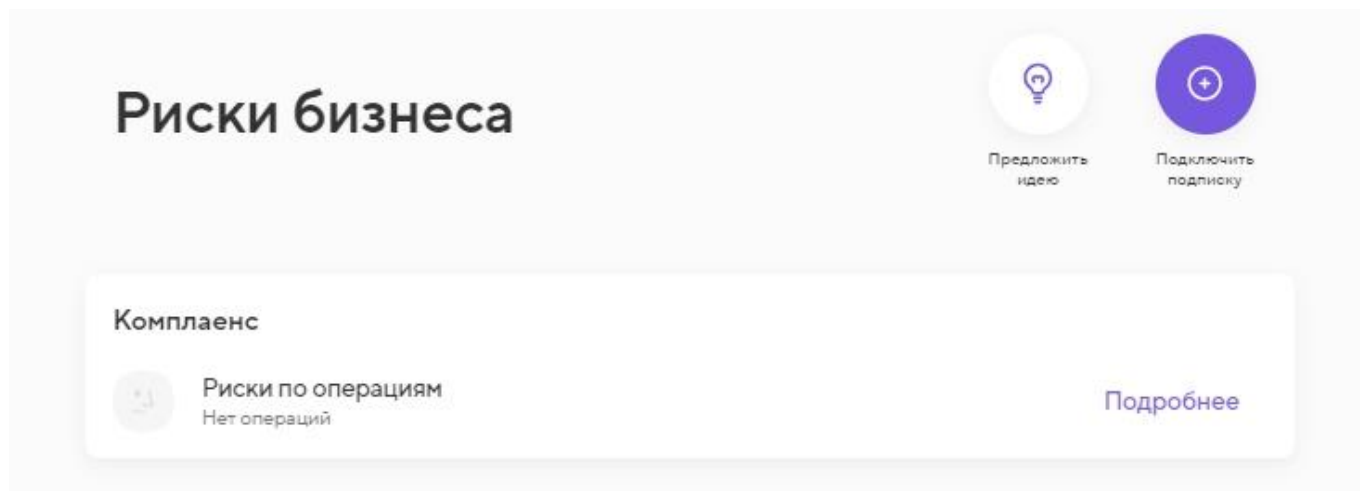 Риски бизнеса
Предложить
идею
Подключить
подписку
Комплаенс
Риски по операциям
Нет операций
Подробнее